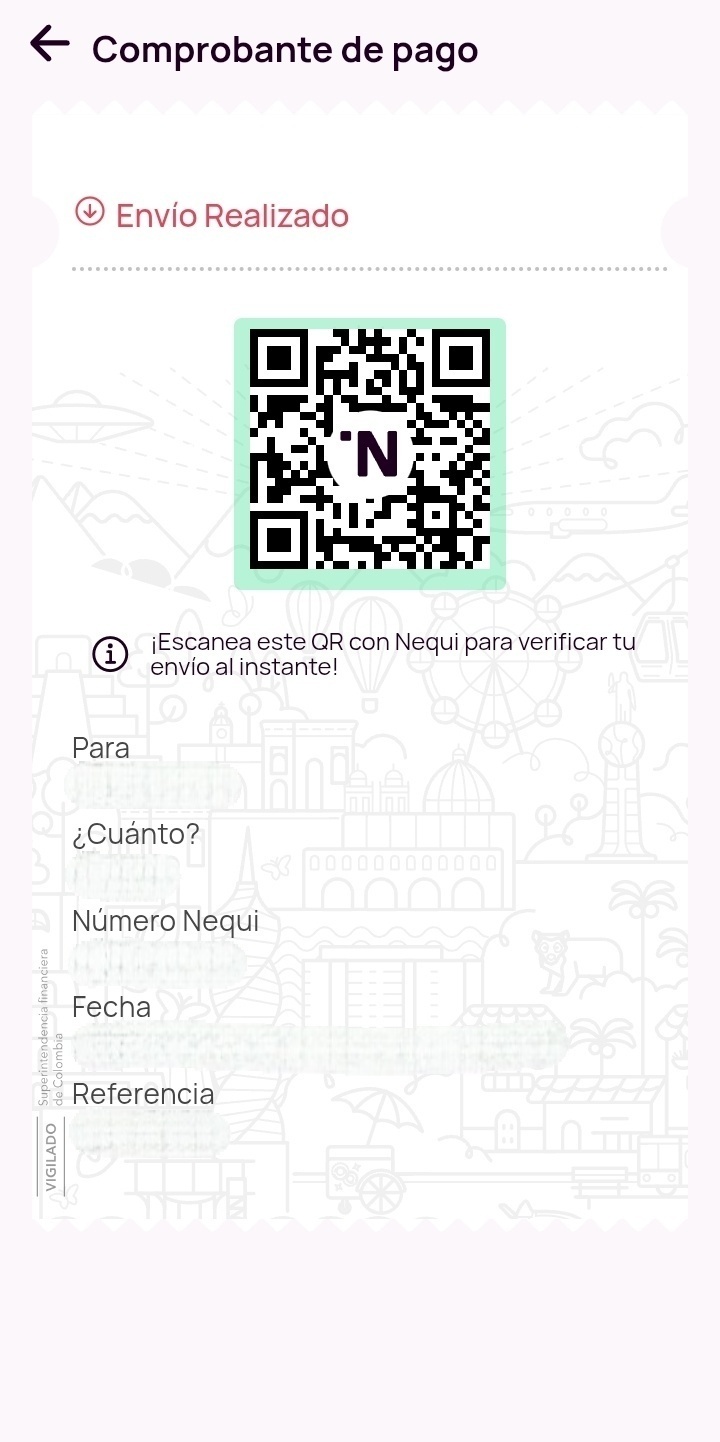 Comprobante de pago
Envío Realizado
N
¡Escanea este QR con Nequi para verificar tu
envío al instante!
Para
¿Cuánto?
Número Nequi
Fecha
Referencia
VIGILADO
Superintendencia financiera
de Colombia